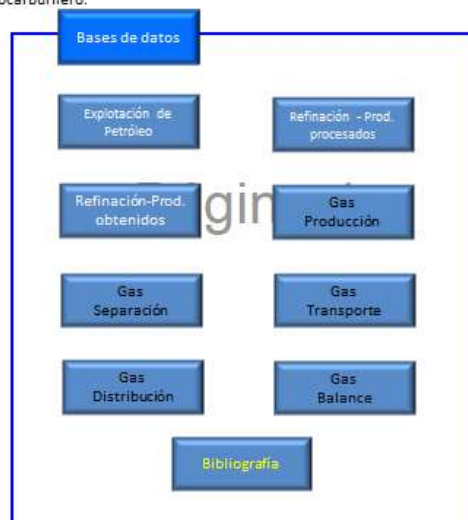 Bases de datos
Explotación de
Petróleo
Refinación - Prod.
procesados
Refinación-Prod.
obtenidos
Gas
Producción
Gas
Separación
Gas
Transporte
Gas
Distribución
Gas
Balance
Bibliografía